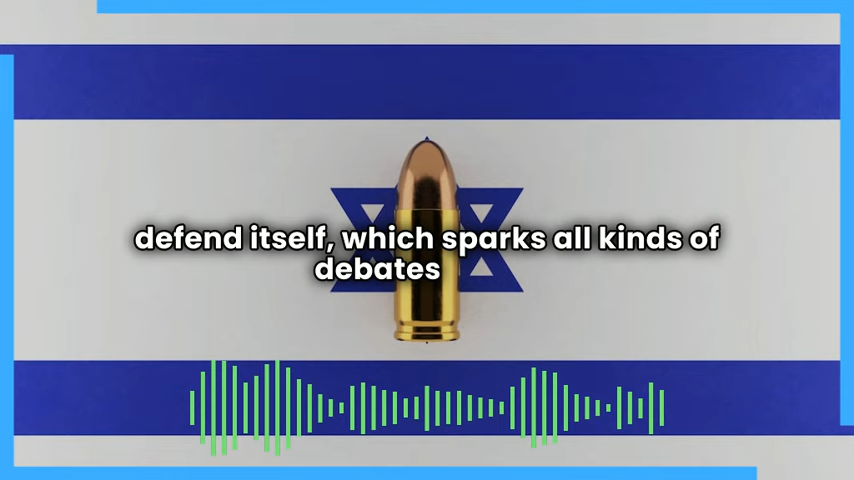 defend itself, which sparks all kinds of
debates